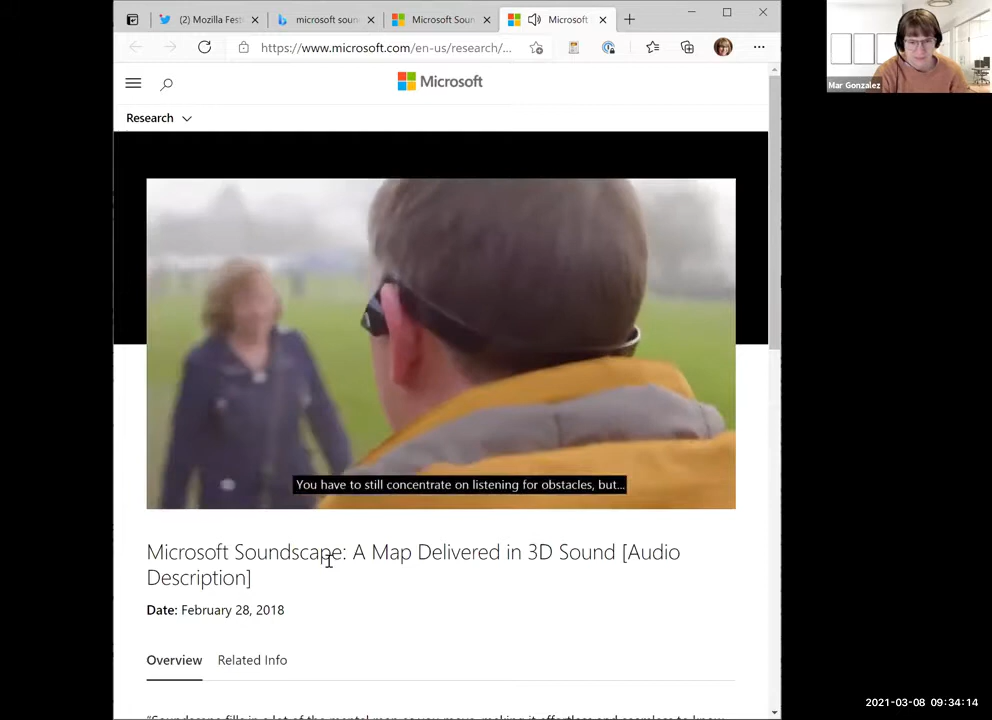 (2) Mozilla Fest
microsoft soun
Microsoft Soun
Microsoft
https://www.microsoft.com/en-us/research/...
Mar Gonzalez
Microsoft
Research
You have to still concentrate on listening for obstacles, but...
Microsoft Soundscape: A Map Delivered in 3D Sound [Audio
Description]
Date: February 28, 2018
Overview Related Info
2021-03-08 09:34:14